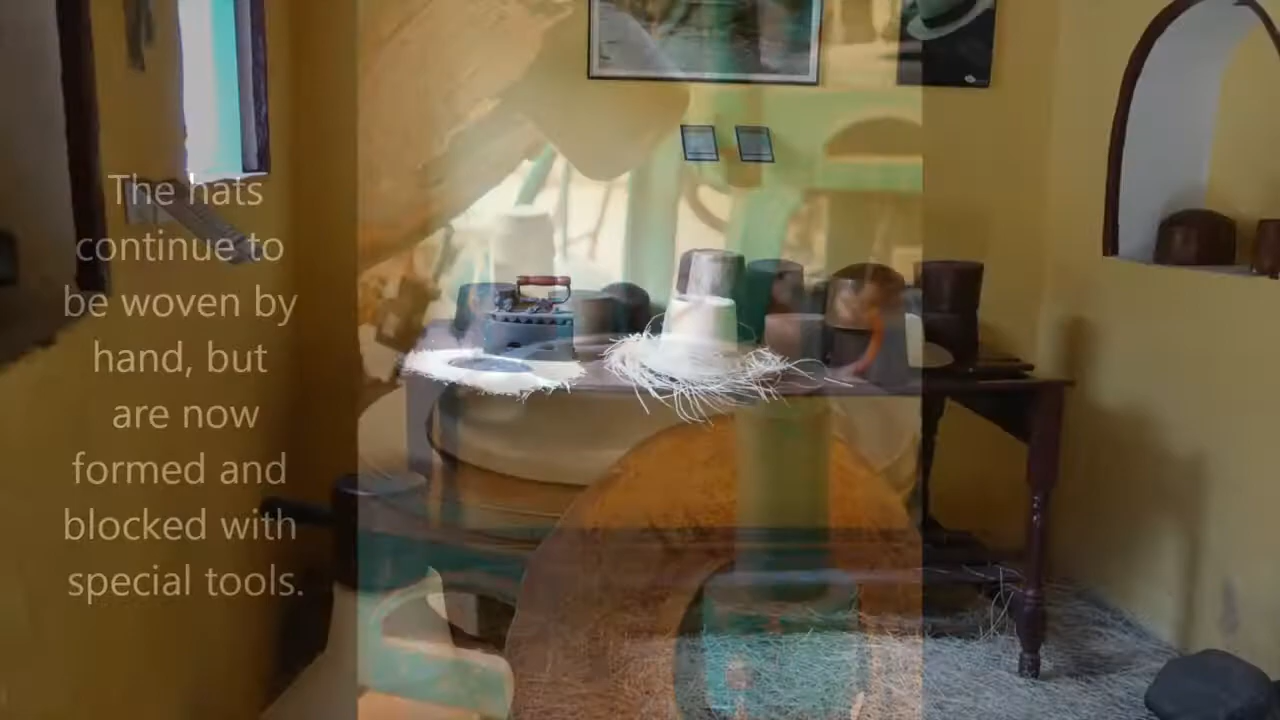 The hats
continue to
be woven by
hand, but
are now
formed and
blocked with
special tools.